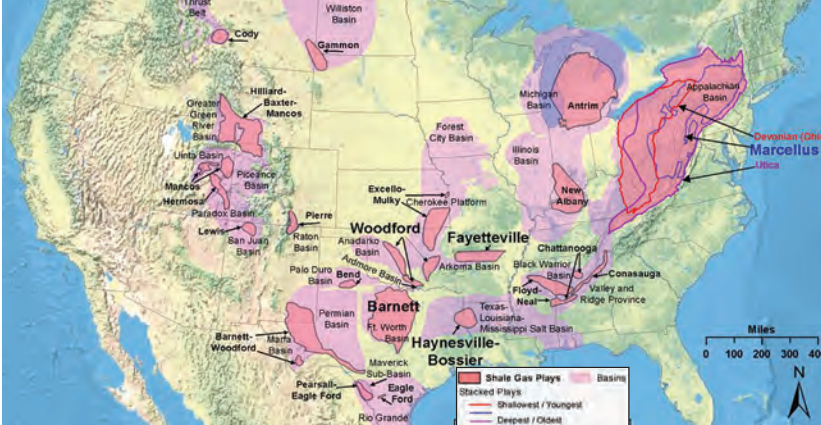 Thrust
Belt
Williston
Basin
Cody
Gammon
Greater
Green
River
Basin
Hilliard-
Baxter-
Mancos
Michigan
Basin
Antrim
Appalachian
Basin
Devonian (Ohi
Marcellus
Utica
Forest
City Basin
Illinois
Basin
New
Albany
Uinta Basin
Mancos
Piceance
Basin
Hermosa
Paradox Basin
Lewis
San Juan
Basin
Pierre
Raton
Basin
Excello-
Mulky
Cherokee Platform
Woodford
Anadarko
Basin
Ardmore Basin
Fayetteville
Arkoma Basin
Chattanooga
Black Warrior
Basin
Conasauga
Valley and
Ridge Province
Floyd-
Neal
Palo Duro
Basin
Bend
Permian
Basin
Barnett
Ft. Worth
Basin
Texas-
Louisiana-
Mississippi Salt Basin
Haynesville-
Bossier
Barnett-
Woodford
Marfa
Basin
Maverick
Sub-Basin
Pearsall-
Eagle Ford
Eagle
Ford
Rio Grande
Miles
0 100 200 300 40
N
Shale Gas Plays
Basins
Stacked Plays
Shallowest / Youngest
Deepest / Oldest